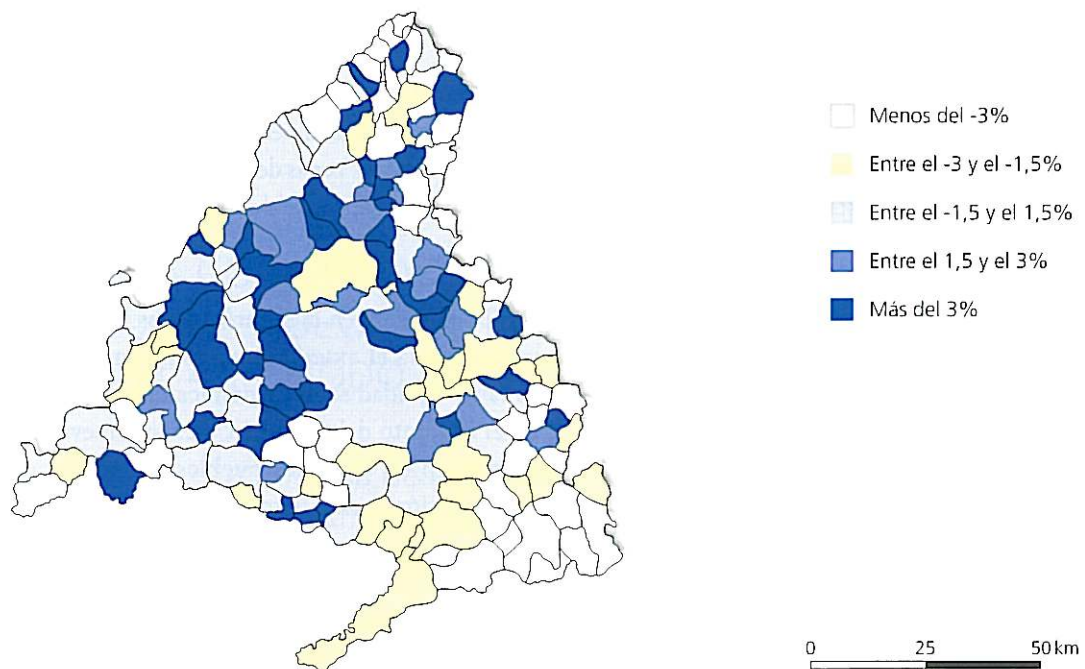 Menos del -3%
Entre el -3 y el -1,5%
Entre el -1,5 y el 1,5%
Entre el 1,5 y el 3%
Más del 3%
0 25 50 km